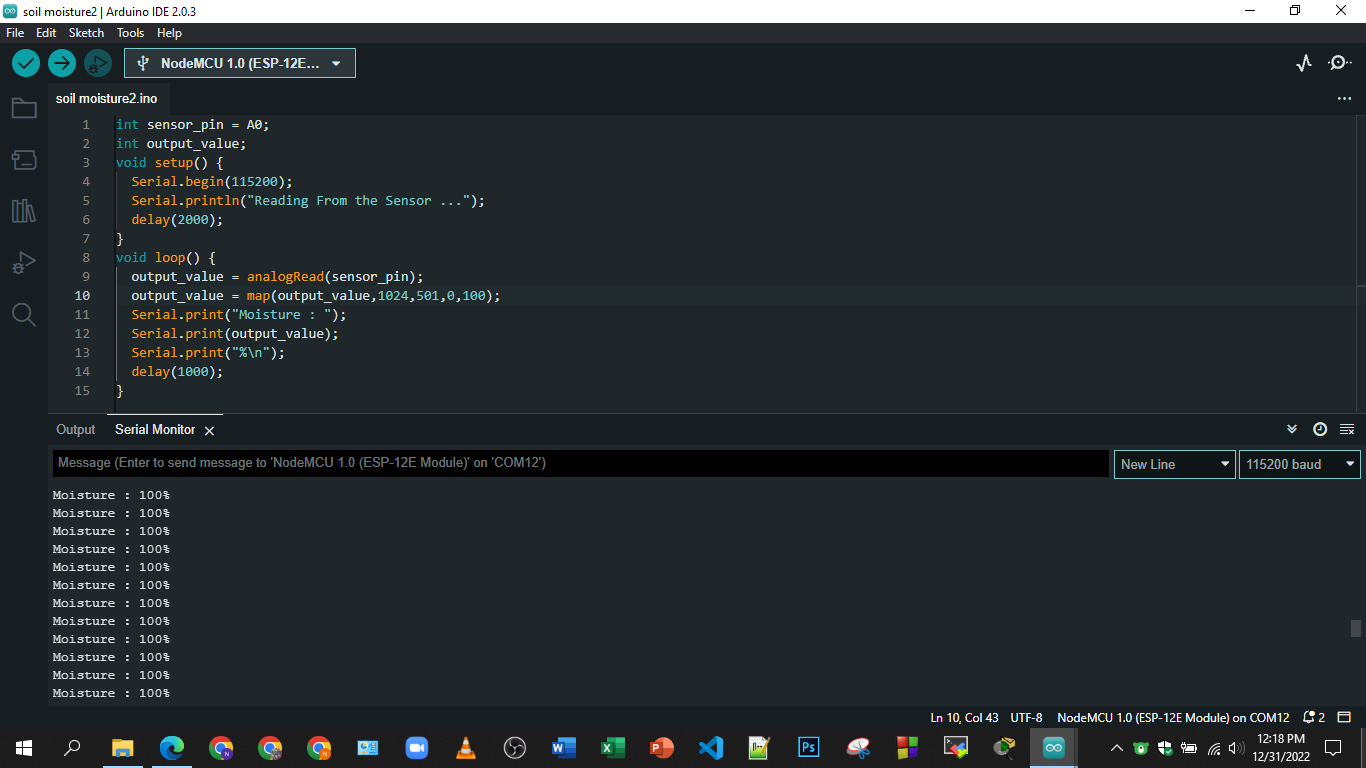 soil moisture2 | Arduino IDE 2.0.3
File Edit Sketch Tools Help
NodeMCU 1.0 (ESP-12E...
soil moisture2.ino
1 int sensor_pin = A0;
2 int output_value;
3 void setup() {
4 Serial.begin(115200);
5 Serial.println("Reading From the Sensor ...");
6 delay(2000);
7 }
8 void loop() {
9 output_value = analogRead(sensor_pin);
10 output_value = map(output_value,1024,501,0,100);
11 Serial.print("Moisture : ");
12 Serial.print(output_value);
13 Serial.print("%\n");
14 delay(1000);
15 }
Output Serial Monitor
Message (Enter to send message to 'NodeMCU 1.0 (ESP-12E Module)' on 'COM12')
New Line 115200 baud
Moisture : 100%
Moisture : 100%
Moisture : 100%
Moisture : 100%
Moisture : 100%
Moisture : 100%
Moisture : 100%
Moisture : 100%
Moisture : 100%
Moisture : 100%
Moisture : 100%
Moisture : 100%
Ln 10, Col 43 UTF-8 NodeMCU 1.0 (ESP-12E Module) on COM12 2
12:18 PM
12/31/2022